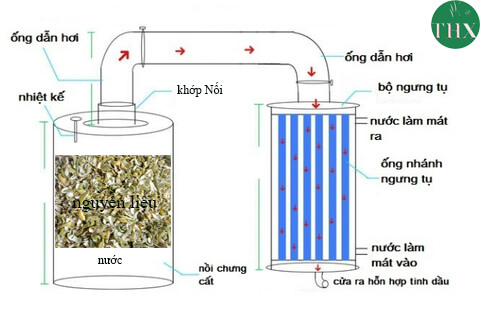 THX
ống dẫn hơi
ống dẫn hơi
khớp Nối
nhiệt kế
bộ ngưng tụ
nước làm mát
ra
ống nhánh
ngưng tụ
nguyên liệu
nước
nồi chưng
cất
nước làm
mát vào
cửa ra hỗn hợp tinh dầu